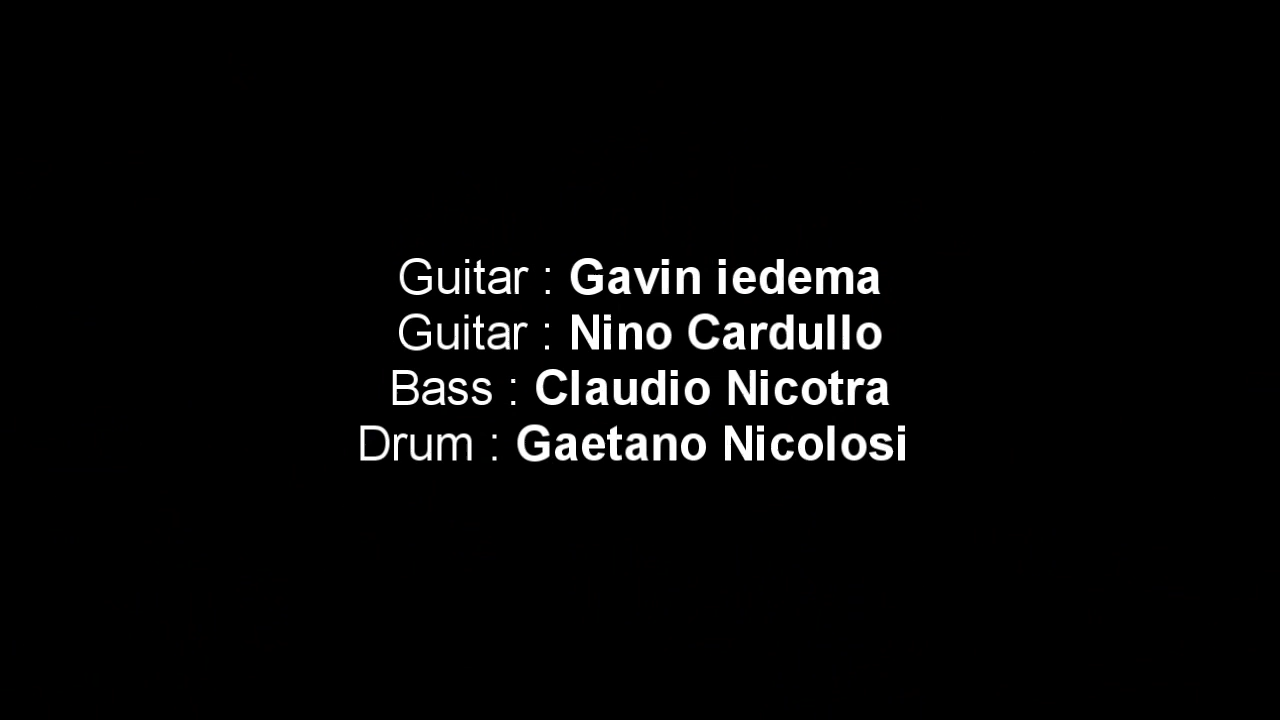 Guitar : Gavin iedema
Guitar : Nino Cardullo
Bass : Claudio Nicotra
Drum : Gaetano Nicolosi